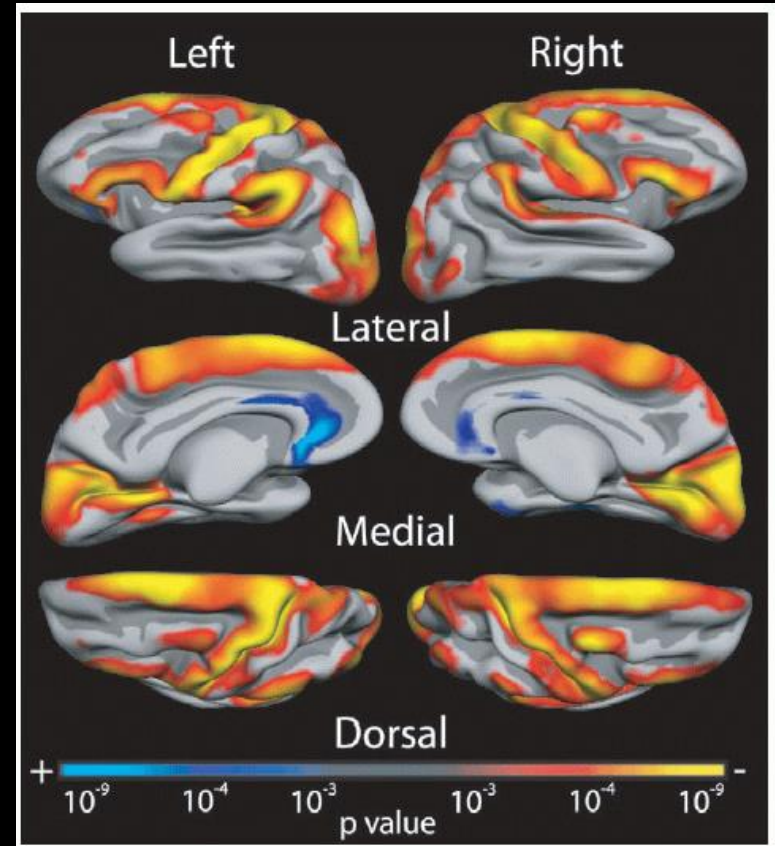 Left Right
Lateral
Medial
Dorsal
+ -
10⁻⁹ 10⁻⁴ 10⁻³ 10⁻³ 10⁻⁴ 10⁻⁹
p value